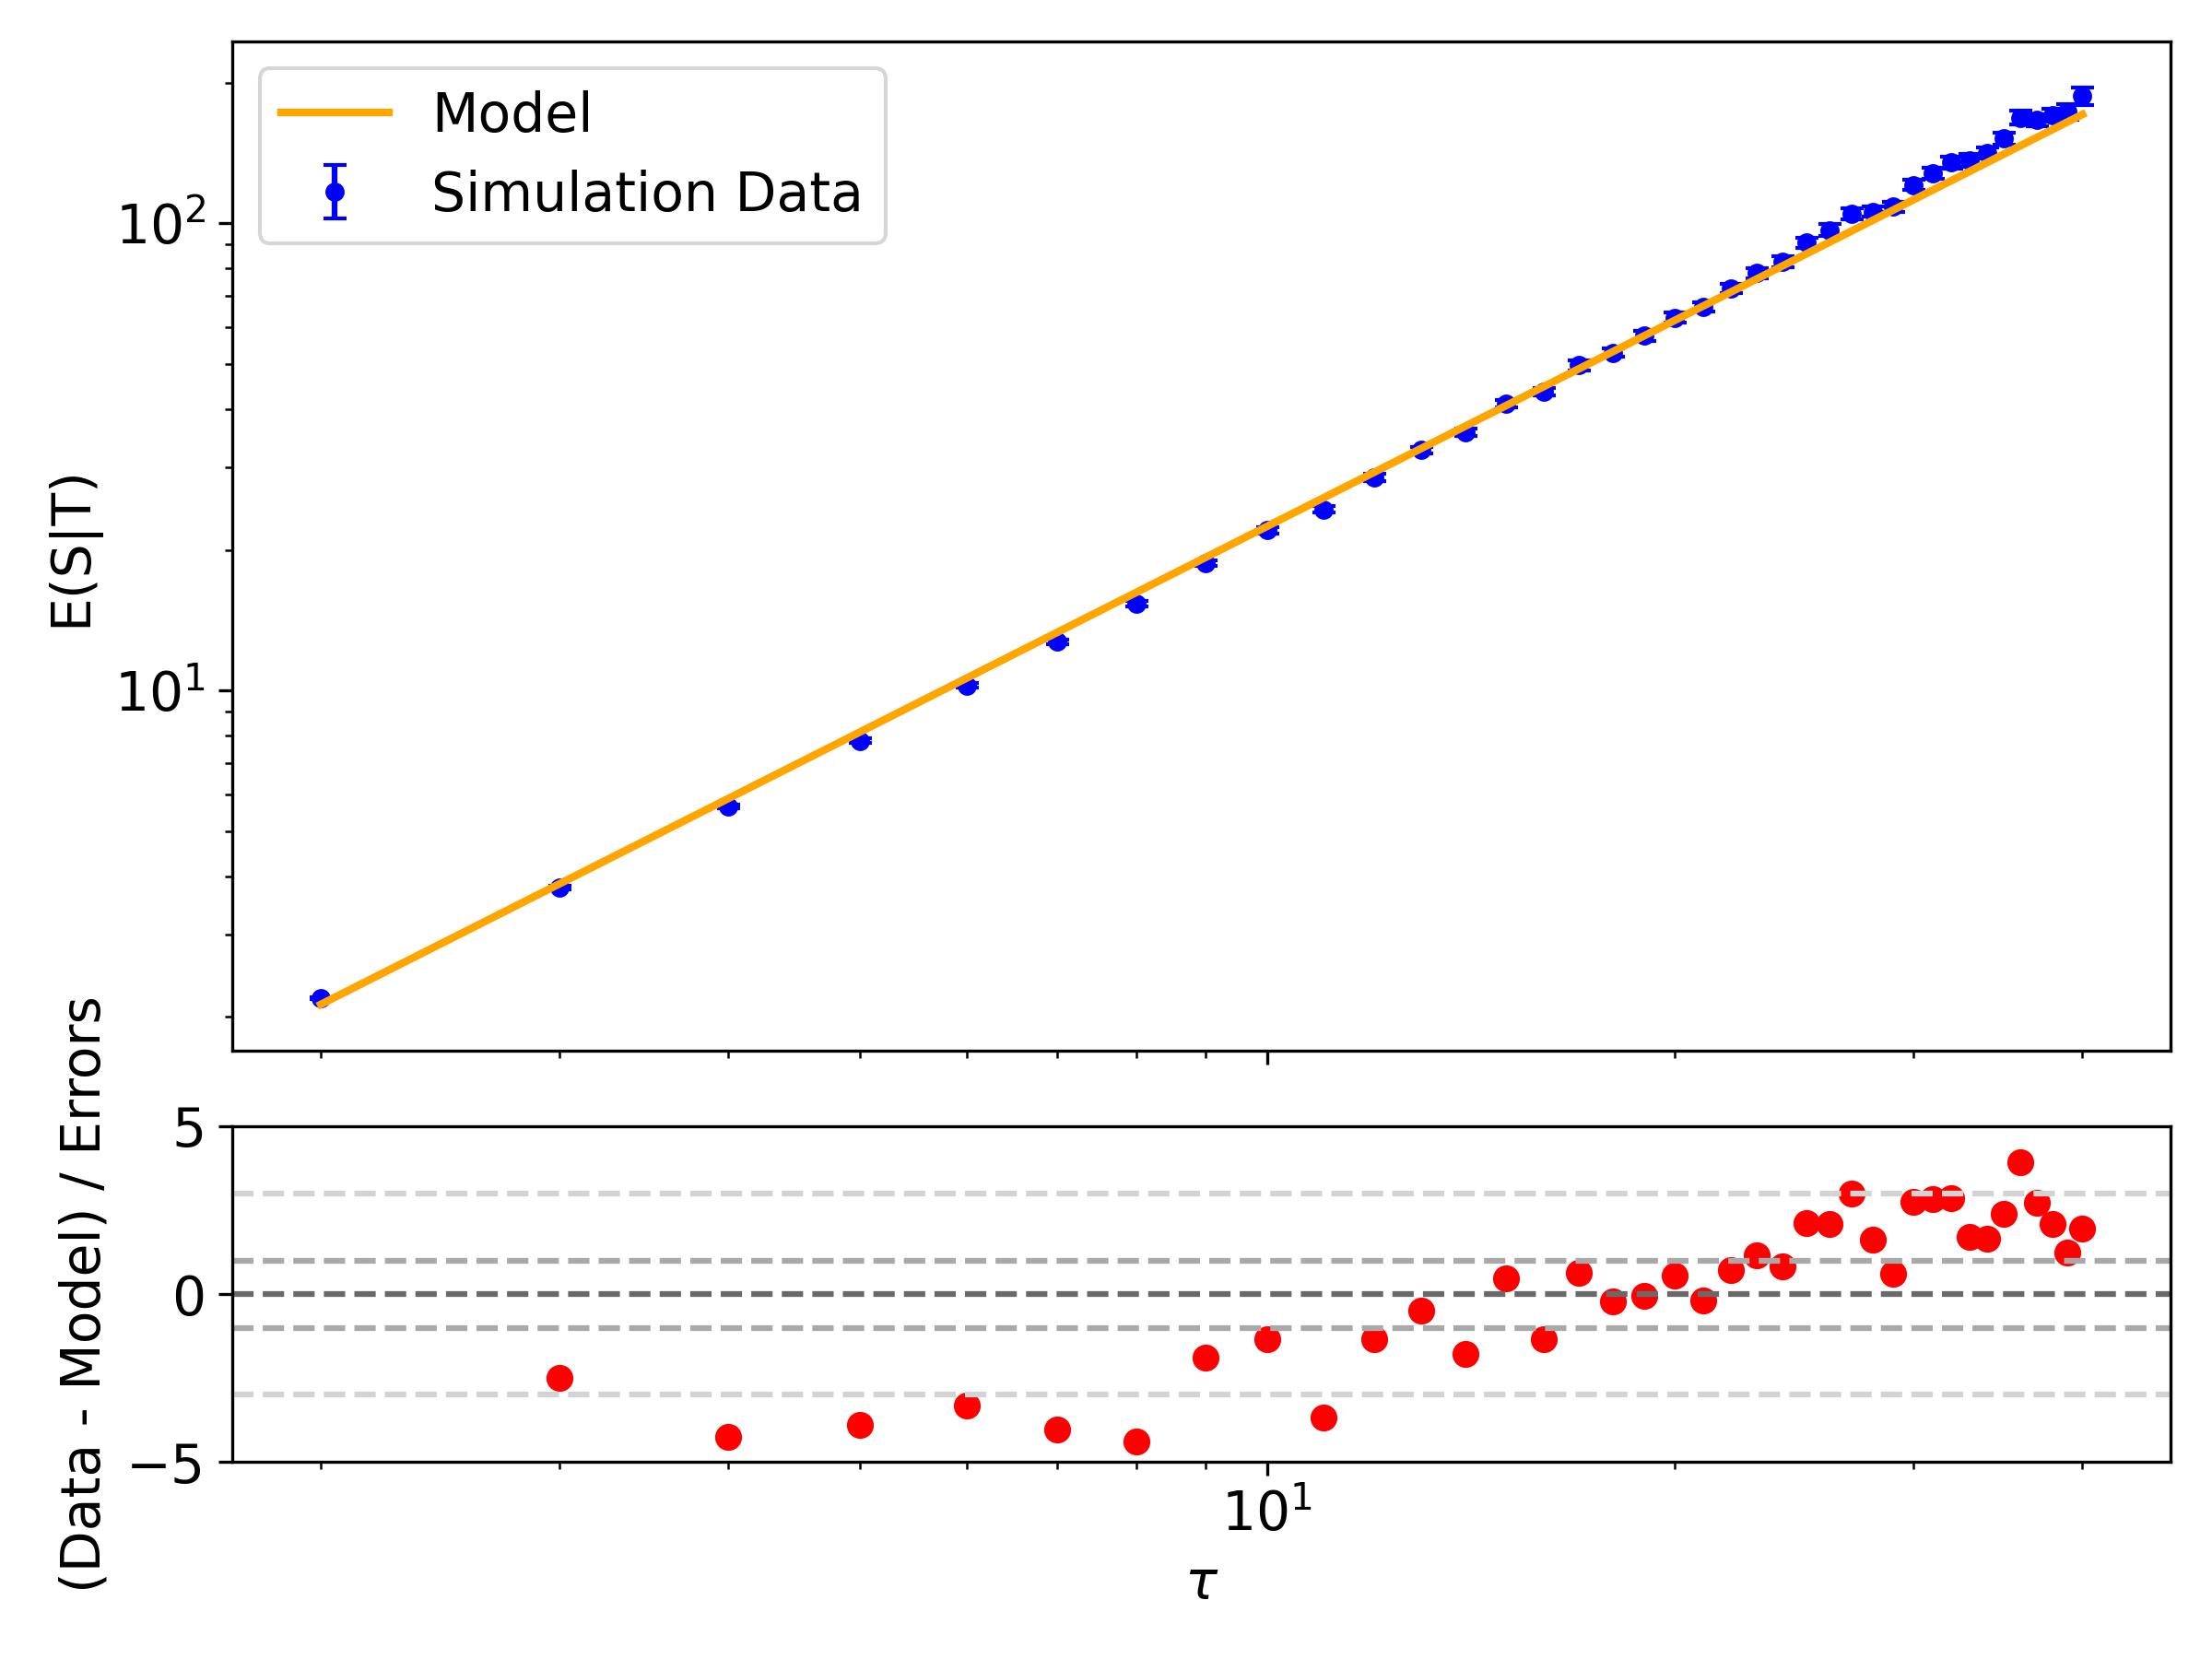 Model
Simulation Data
10²
10¹
E(S|T)
5
0
−5
(Data - Model) / Errors
10¹
τ